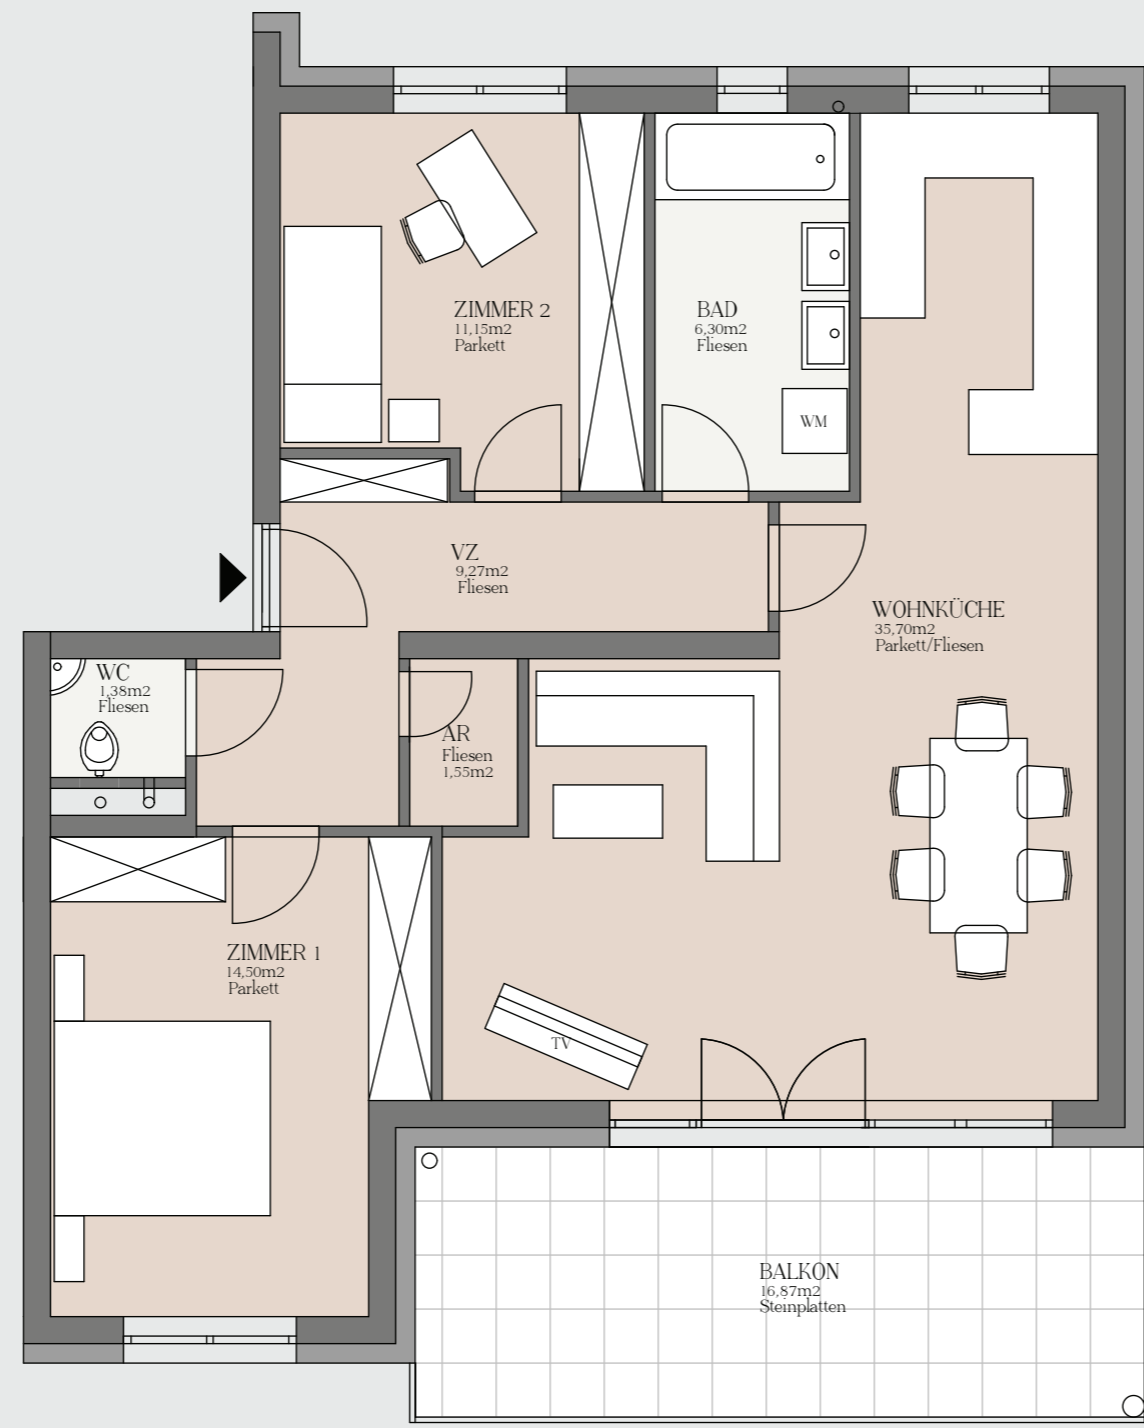 ZIMMER 2
11,15m2
Parkett
BAD
6,30m2
Fliesen
WM
VZ
9,27m2
Fliesen
WOHNKÜCHE
35,70m2
Parkett/Fliesen
WC
1,38m2
Fliesen
AR
Fliesen
1,55m2
ZIMMER 1
14,50m2
Parkett
TV
BALKON
16,87m2
Steinplatten